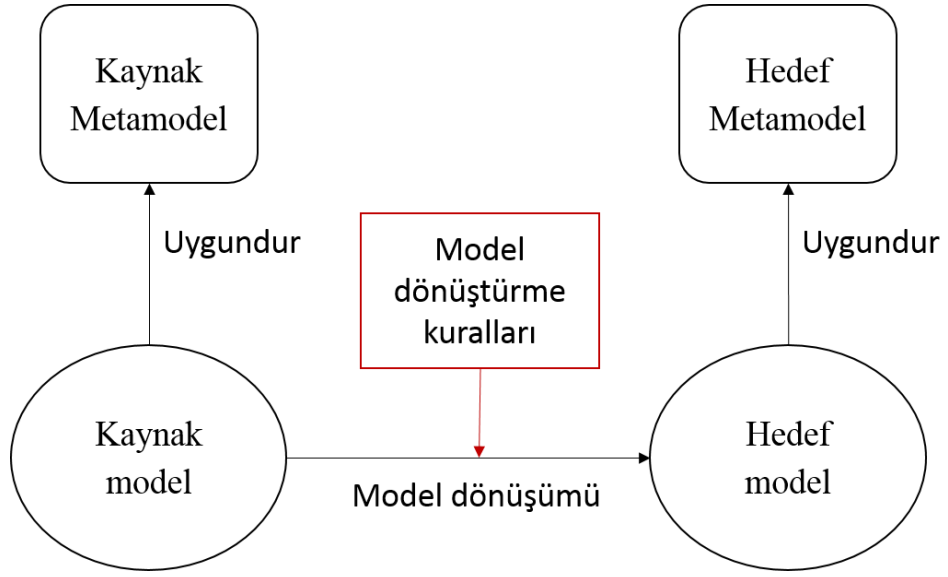 Kaynak
Metamodel
Hedef
Metamodel
Uygundur
Model
dönüştürme
kuralları
Uygundur
Kaynak
model
Model dönüşümü
Hedef
model